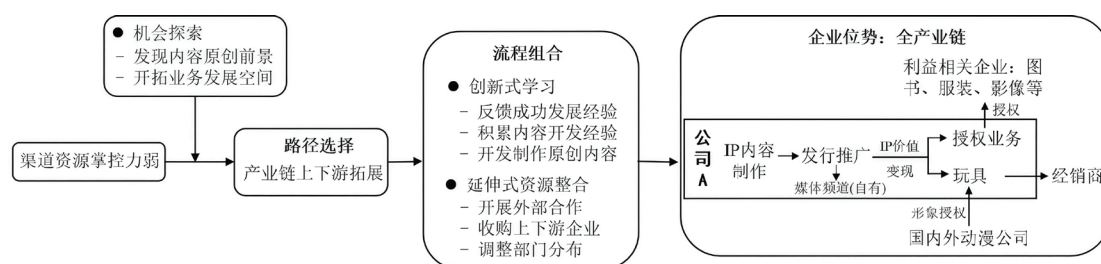 ● 机会探索
– 发现内容原创前景
– 开拓业务发展空间
渠道资源掌控力弱
路径选择
产业链上下游拓展
流程组合
● 创新式学习
– 反馈成功发展经验
– 积累内容开发经验
– 开发制作原创内容
● 延伸式资源整合
– 开展外部合作
– 收购上下游企业
– 调整部门分布
企业位势：全产业链
利益相关企业：图
书、服装、影像等
授权
公司A
IP内容
制作
发行推广
IP价值
变现
授权业务
玩具
经销商
媒体频道(自有)
形象授权
国内外动漫公司